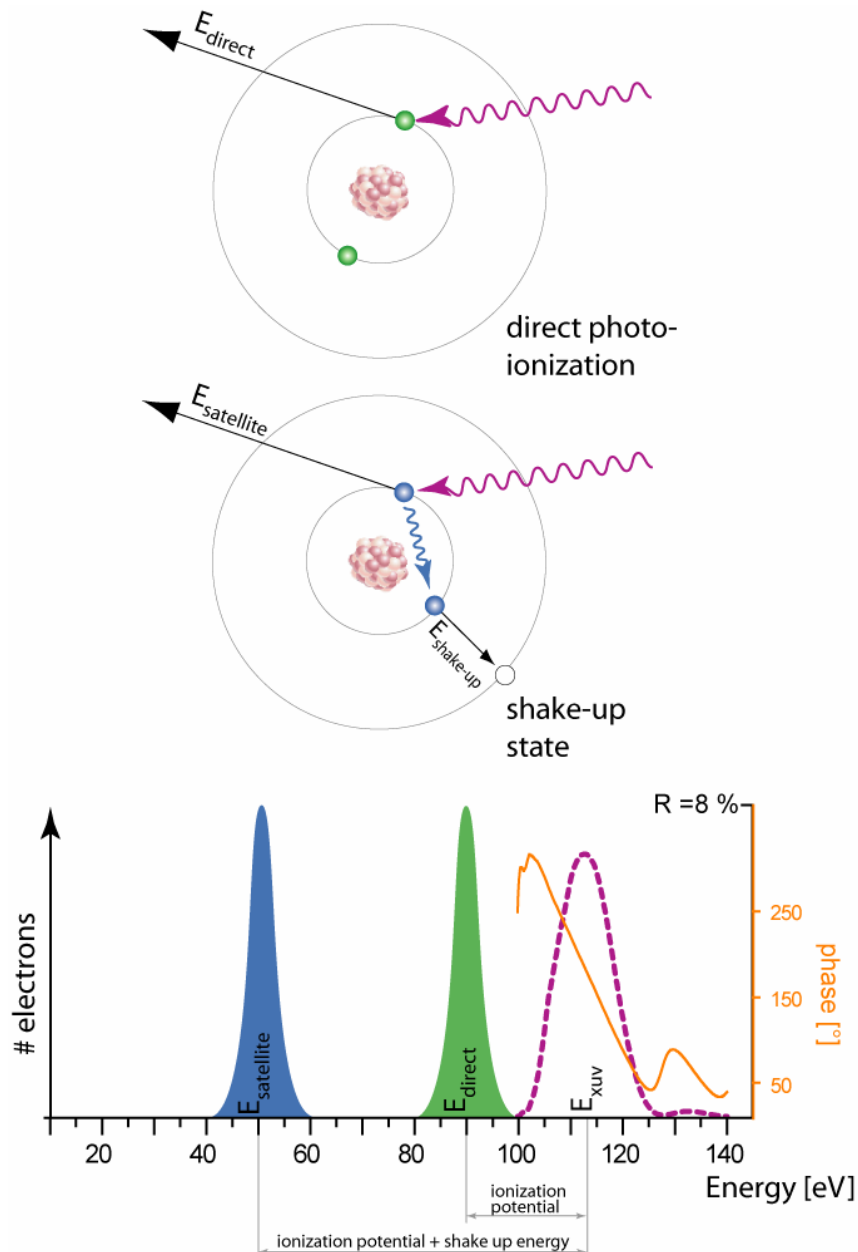 E_direct
direct photo-
ionization
E_satellite
E_shake-up
shake-up
state
R =8 %
# electrons
E_satellite
E_direct
E_xuv
250
150
50
phase [°]
20 40 60 80 100 120 140
Energy [eV]
ionization
potential
ionization potential + shake up energy